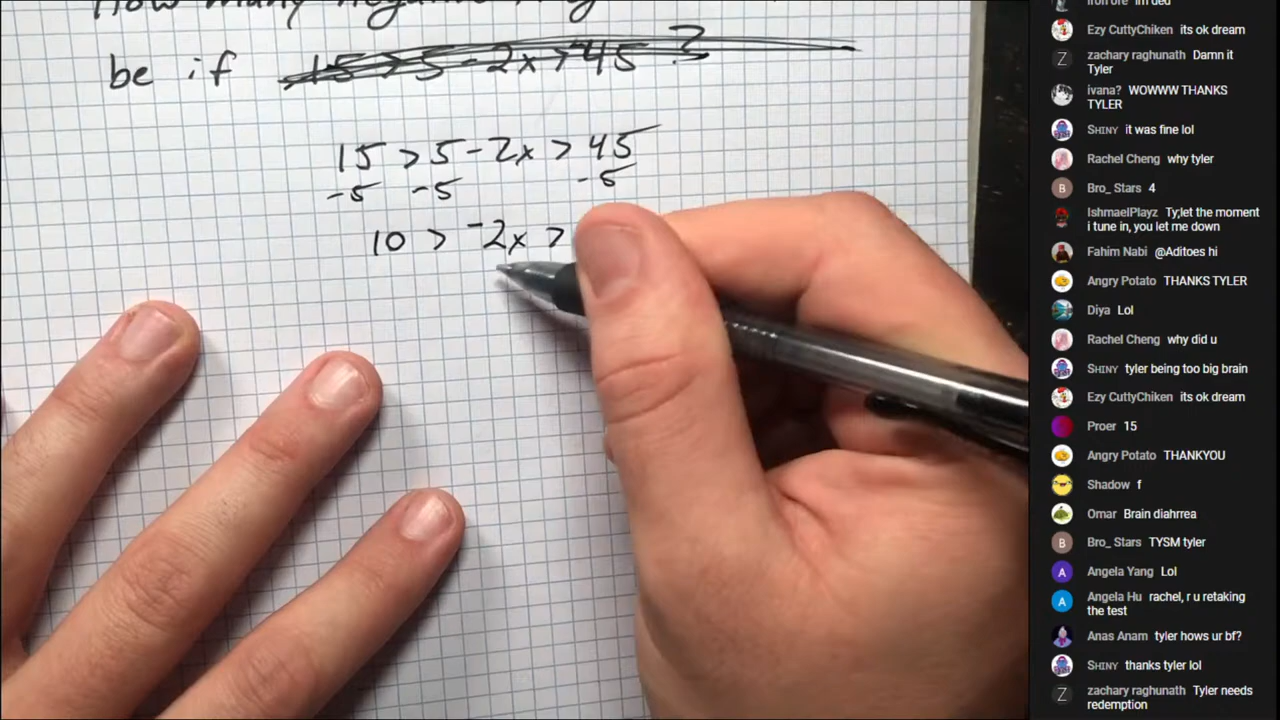 How many negative
be if 15 > 5 - 2x > 45 ?
15 > 5 - 2x > 45
-5 -5 -5
10 > -2x >
im ded
Ezy CuttyChiken its ok dream
zachary raghunath Damn it
Tyler
ivana? WOWWW THANKS
TYLER
SHINY it was fine lol
Rachel Cheng why tyler
Bro_ Stars 4
IshmaelPlayz Ty;let the moment
i tune in, you let me down
Fahim Nabi @Aditoes hi
Angry Potato THANKS TYLER
Diya Lol
Rachel Cheng why did u
SHINY tyler being too big brain
Ezy CuttyChiken its ok dream
Proer 15
Angry Potato THANKYOU
Shadow f
Omar Brain diahrrea
B Bro_ Stars TYSM tyler
A Angela Yang Lol
A Angela Hu rachel, r u retaking
the test
Anas Anam tyler hows ur bf?
SHINY thanks tyler lol
Z zachary raghunath Tyler needs
redemption